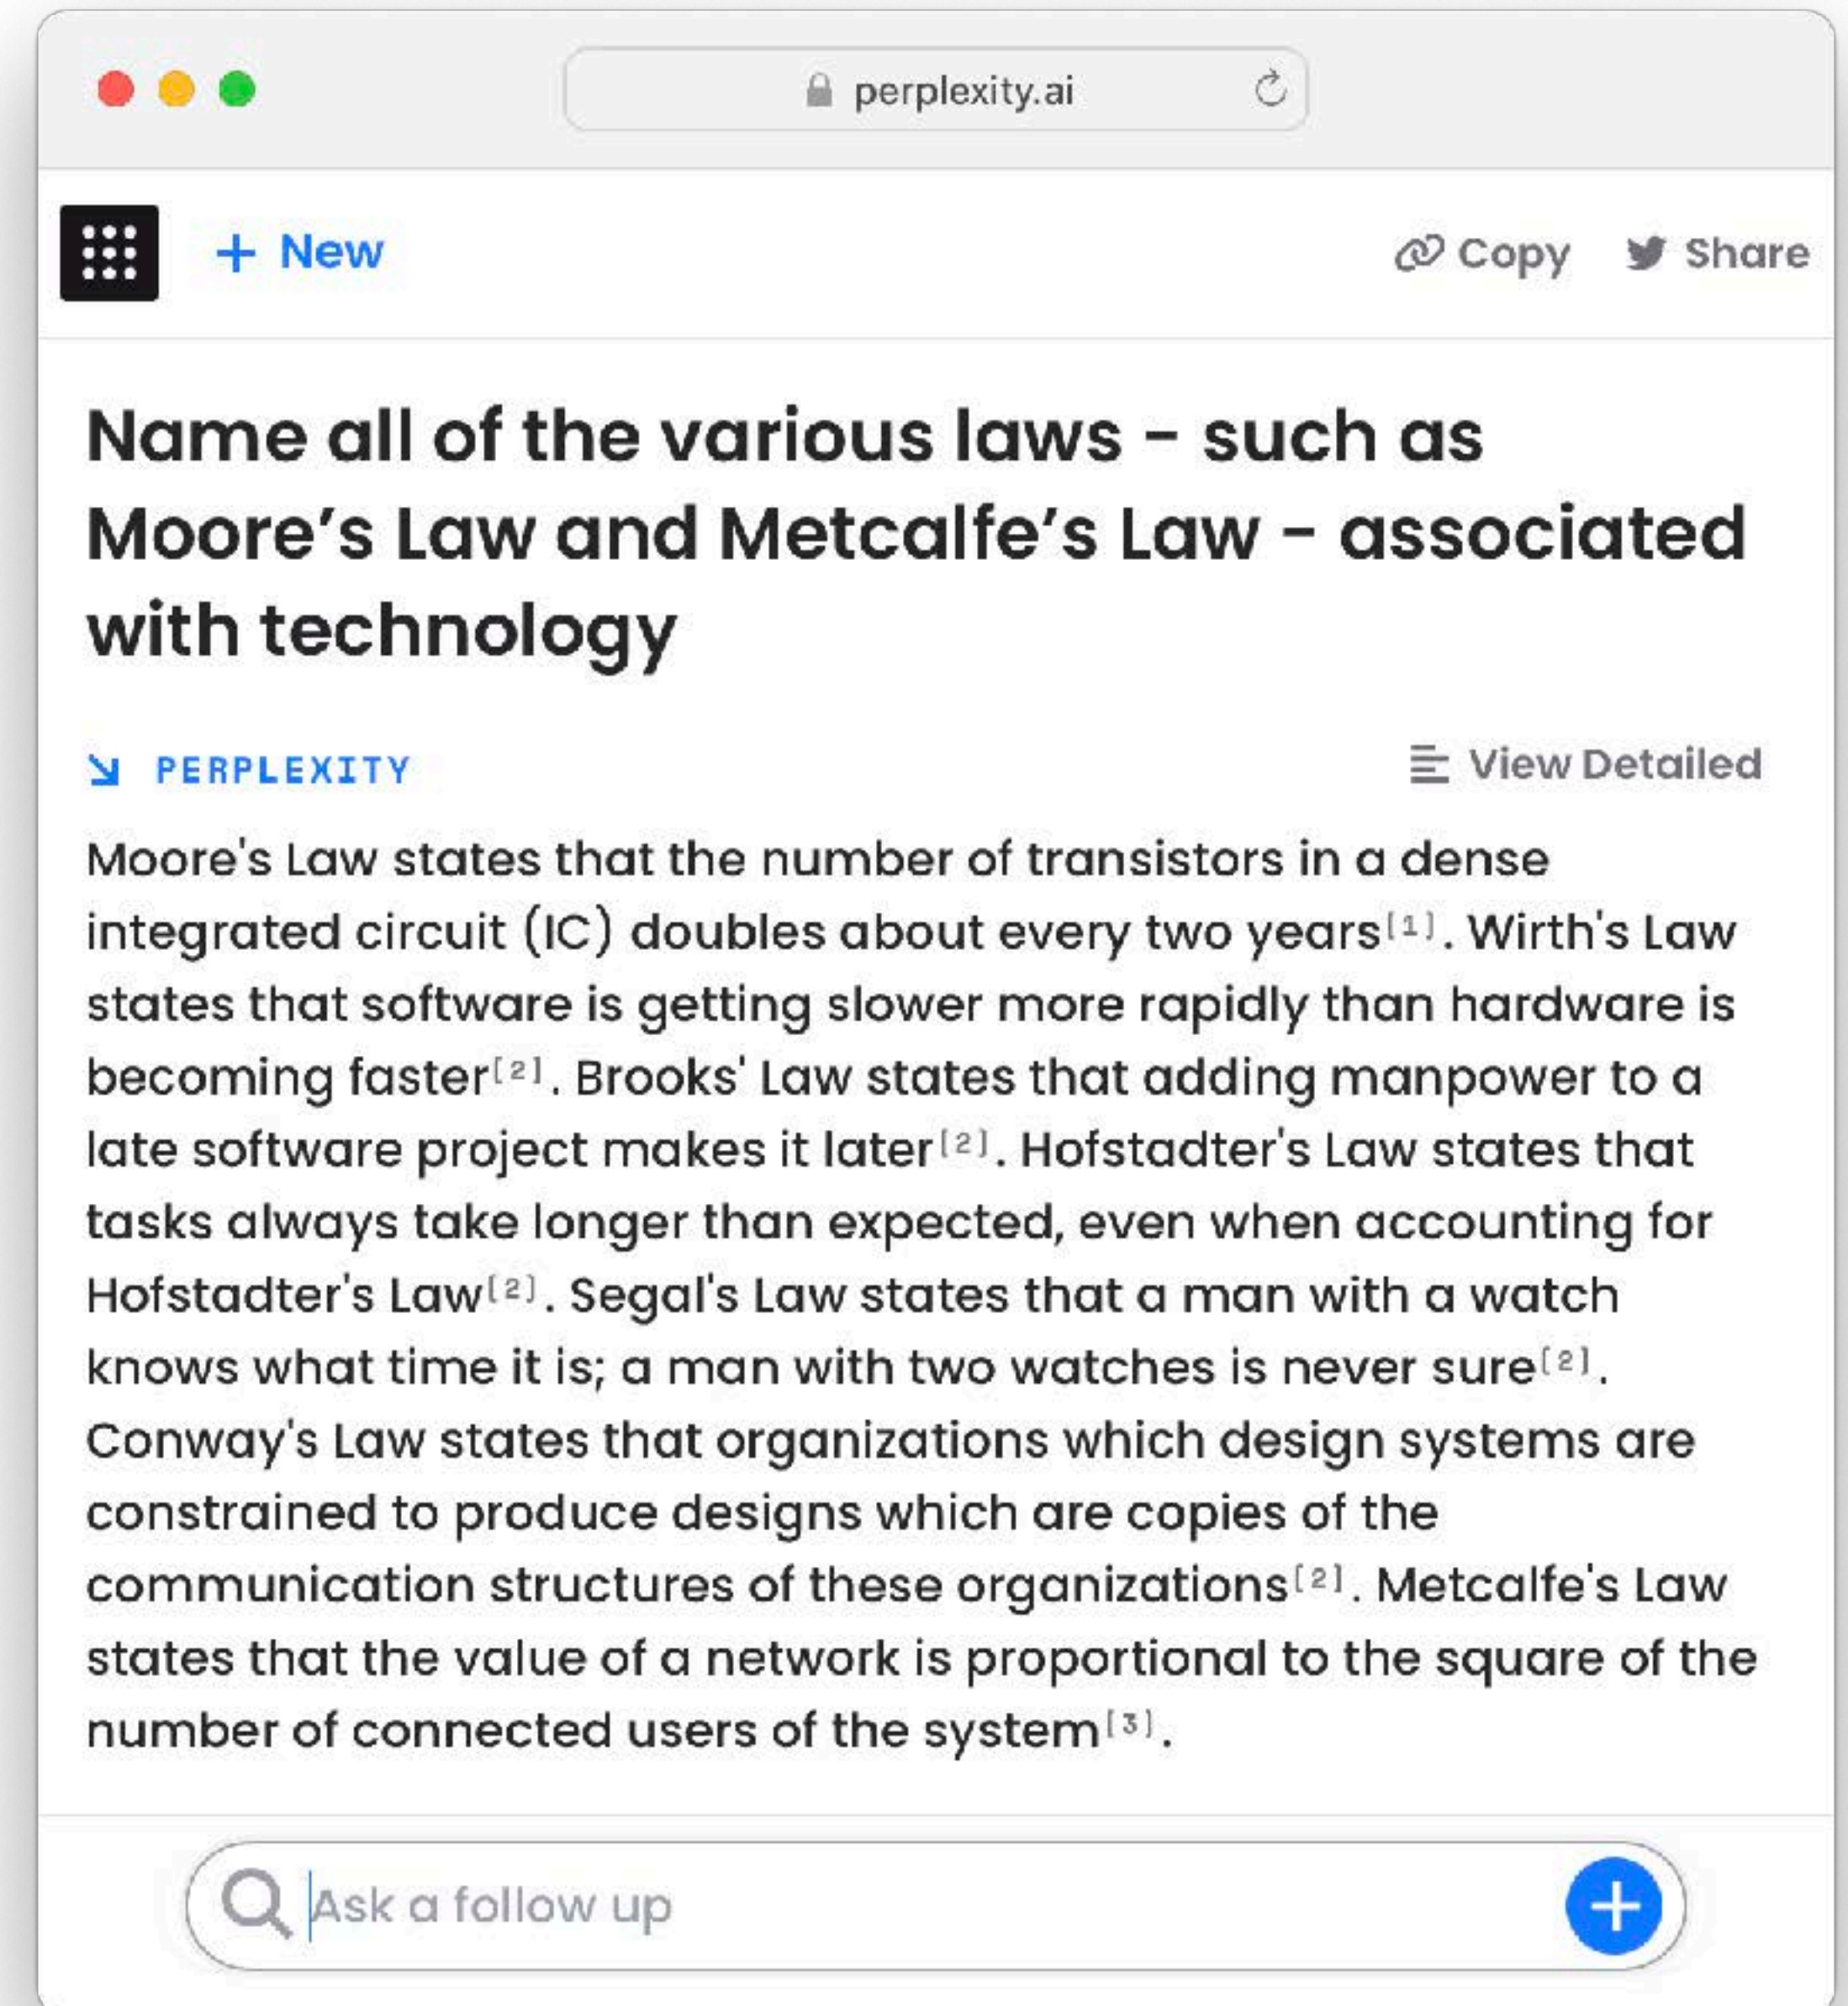 perplexity.ai
+ New
Copy
Share
Name all of the various laws - such as
Moore’s Law and Metcalfe’s Law - associated
with technology
PERPLEXITY
View Detailed
Moore's Law states that the number of transistors in a dense
integrated circuit (IC) doubles about every two years[1]. Wirth's Law
states that software is getting slower more rapidly than hardware is
becoming faster[2]. Brooks' Law states that adding manpower to a
late software project makes it later[2]. Hofstadter's Law states that
tasks always take longer than expected, even when accounting for
Hofstadter's Law[2]. Segal's Law states that a man with a watch
knows what time it is; a man with two watches is never sure[2].
Conway's Law states that organizations which design systems are
constrained to produce designs which are copies of the
communication structures of these organizations[2]. Metcalfe's Law
states that the value of a network is proportional to the square of the
number of connected users of the system[3].
Ask a follow up